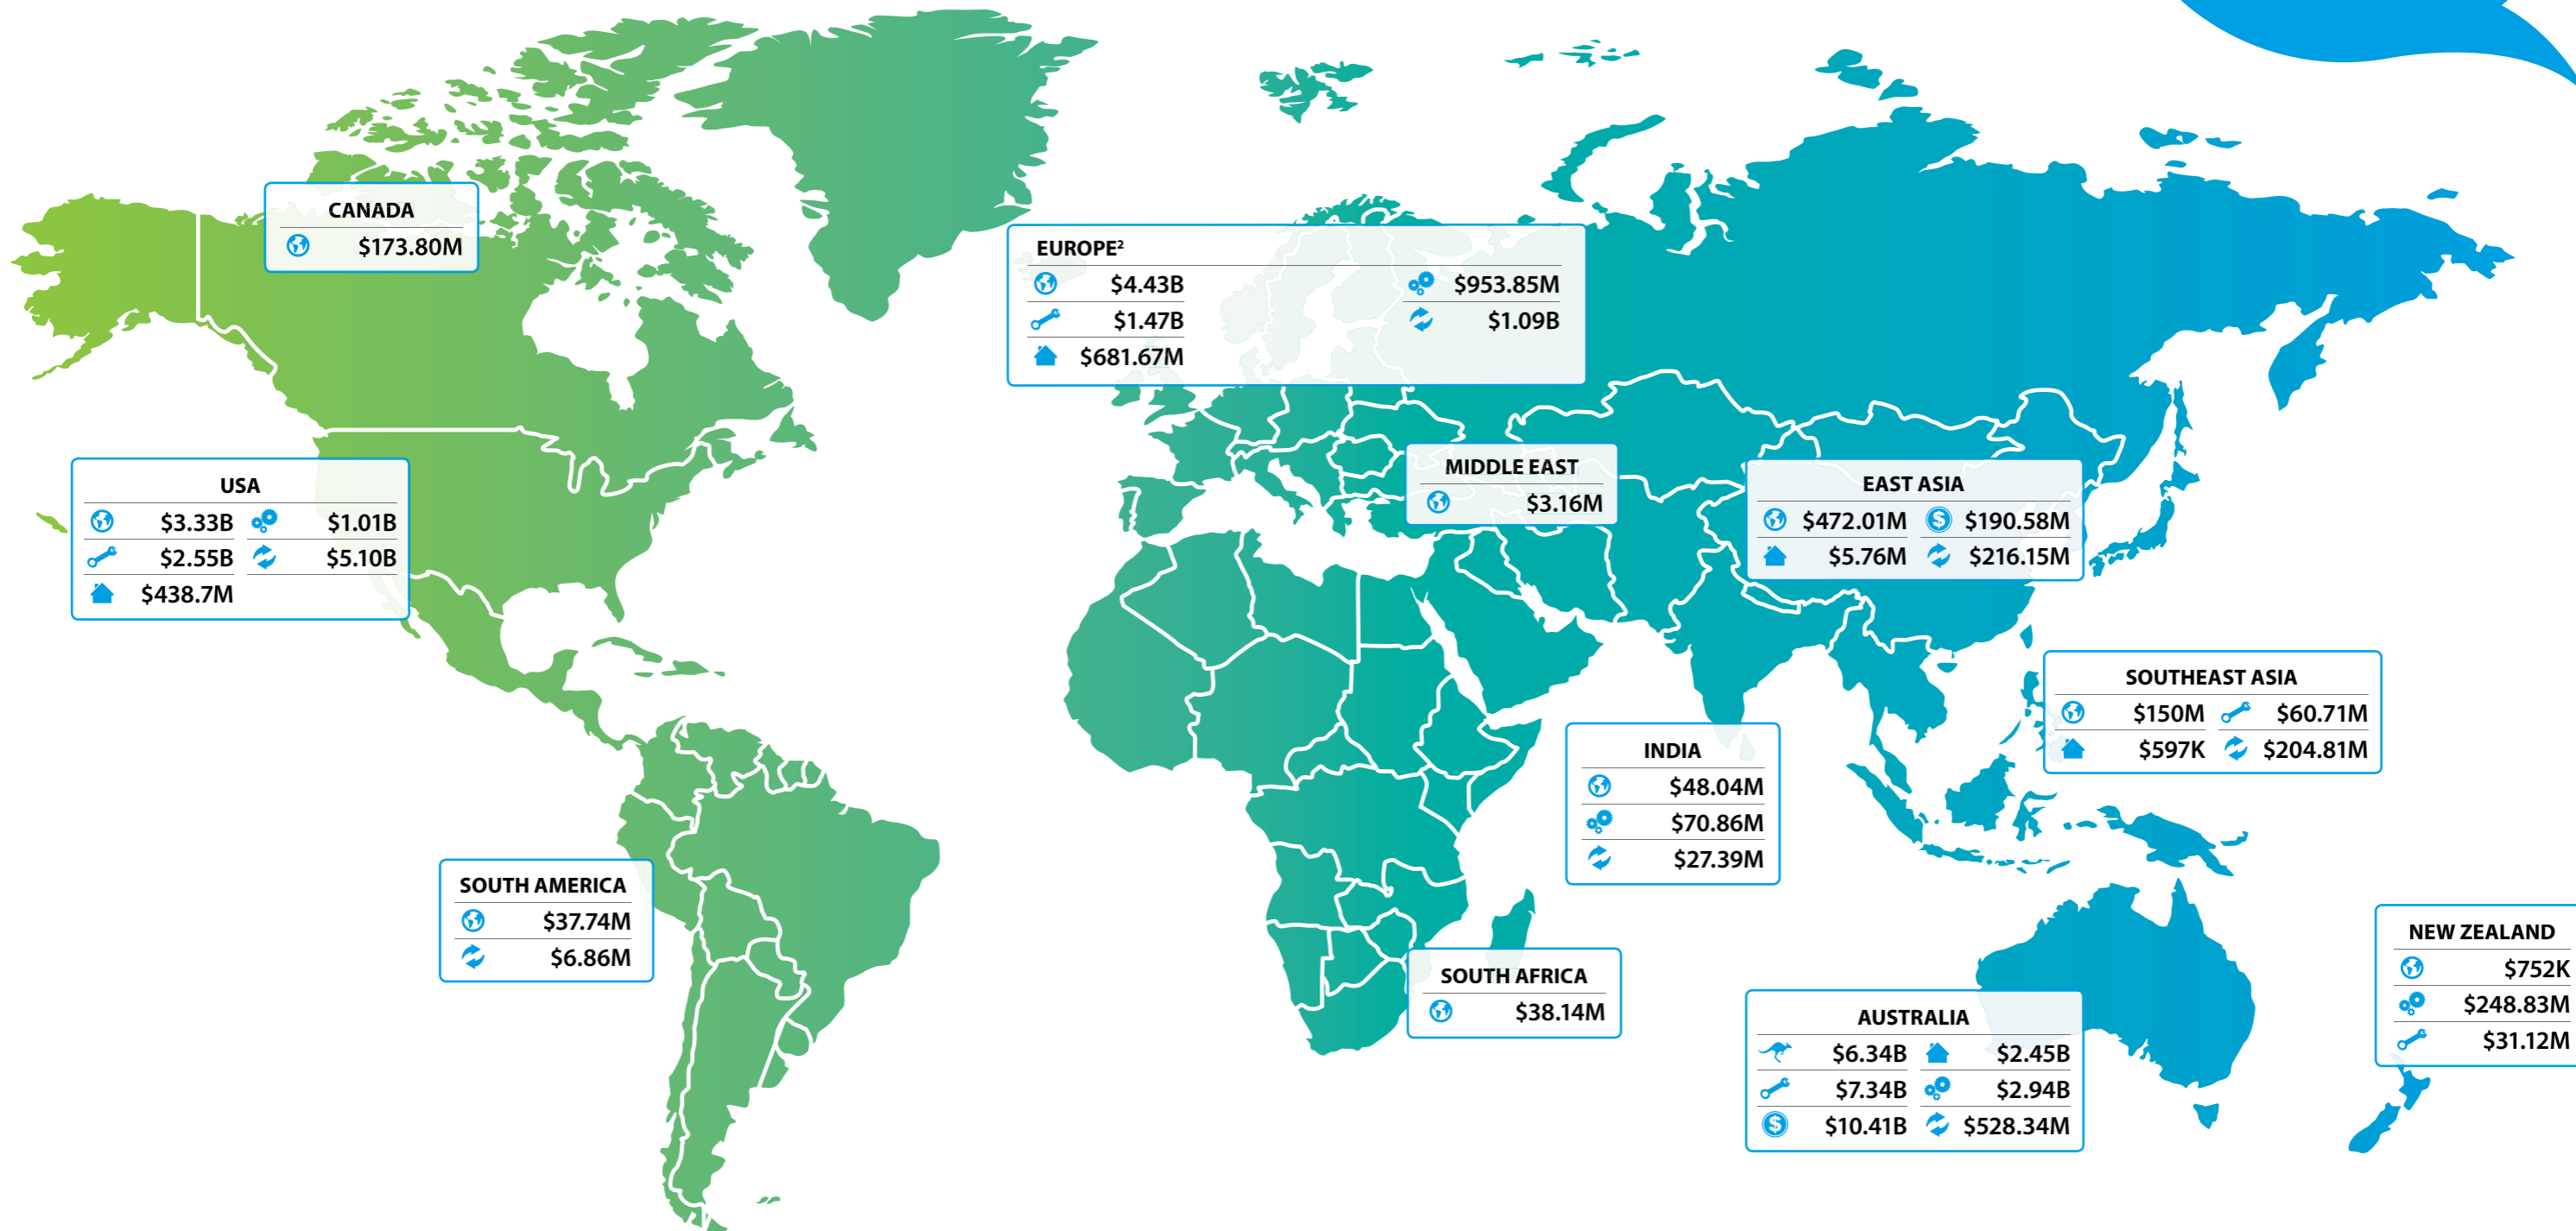 CANADA
$173.80M
EUROPE²
$4.43B $953.85M
$1.47B $1.09B
$681.67M
USA
$3.33B $1.01B
$2.55B $5.10B
$438.7M
MIDDLE EAST
$3.16M
EAST ASIA
$472.01M $190.58M
$5.76M $216.15M
SOUTHEAST ASIA
$150M $60.71M
$597K $204.81M
INDIA
$48.04M
$70.86M
$27.39M
SOUTH AMERICA
$37.74M
$6.86M
SOUTH AFRICA
$38.14M
AUSTRALIA
$6.34B $2.45B
$7.34B $2.94B
$10.41B $528.34M
NEW ZEALAND
$752K
$248.83M
$31.12M